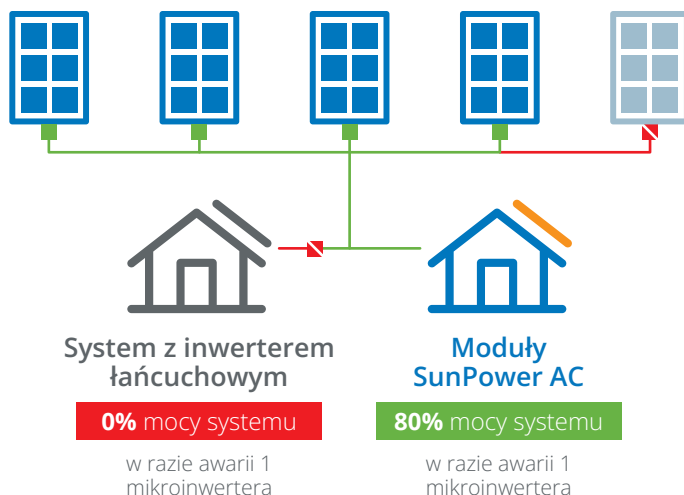 System z inwerterem
łańcuchowym
0% mocy systemu
w razie awarii 1
mikroinwertera
Moduły
SunPower AC
80% mocy systemu
w razie awarii 1
mikroinwertera